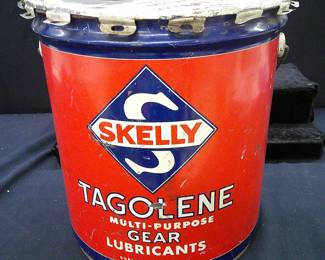 S
SKELLY
TAGOLENE
MULTI-PURPOSE
GEAR
LUBRICANTS